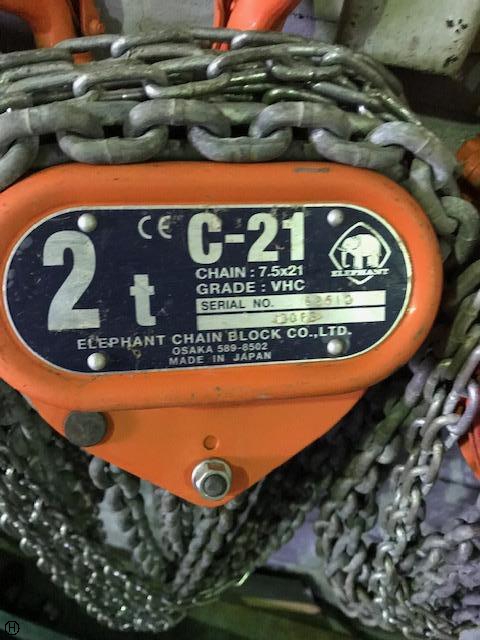 2 t
CE
C-21
CHAIN : 7.5x21
GRADE : VHC
SERIAL NO.
ELEPHANT
ELEPHANT CHAIN BLOCK CO.,LTD.
OSAKA 589-8502
MADE IN JAPAN
H